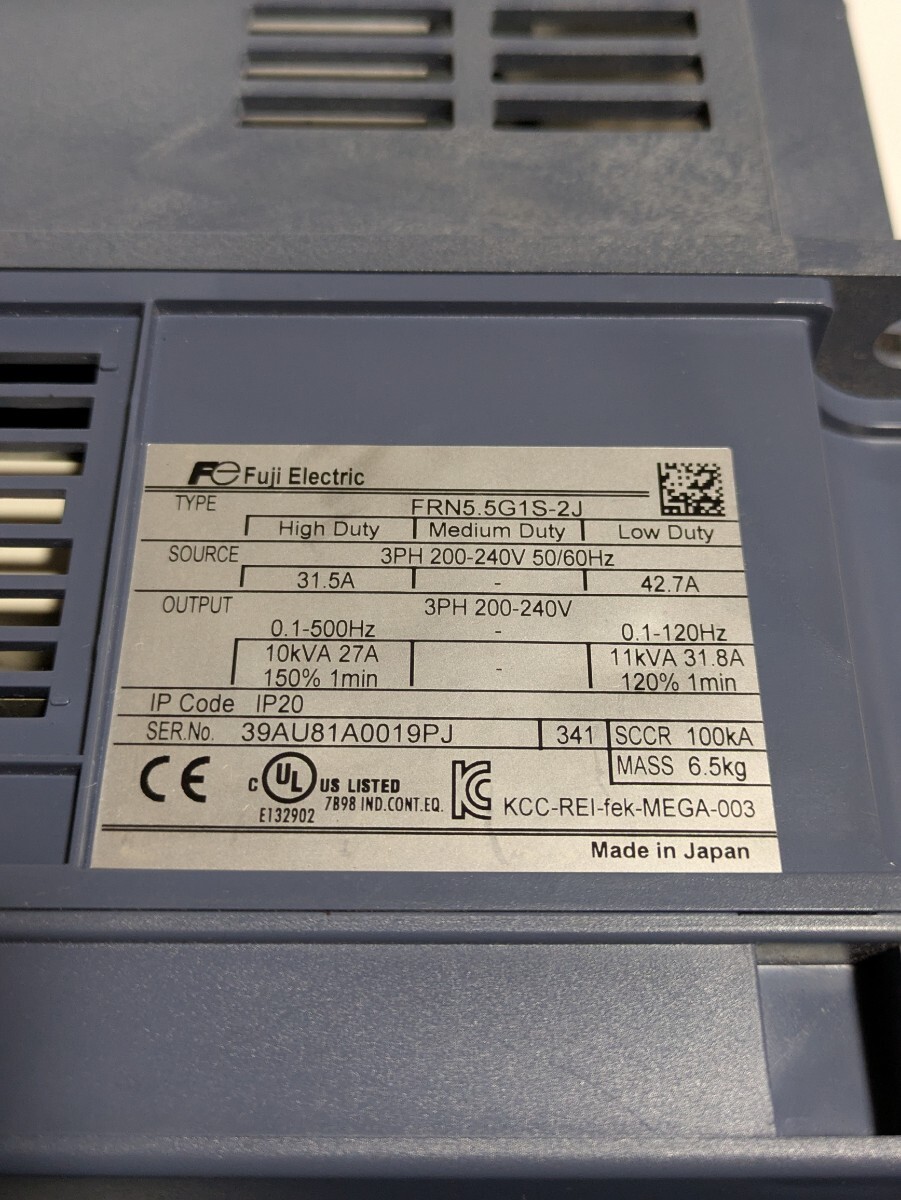 Fe Fuji Electric
TYPE FRN5.5G1S-2J
High Duty Medium Duty Low Duty
SOURCE 3PH 200-240V 50/60Hz
31.5A - 42.7A
OUTPUT 3PH 200-240V
0.1-500Hz - 0.1-120Hz
10kVA 27A - 11kVA 31.8A
150% 1min 120% 1min
IP Code IP20
SER.No. 39AU81A0019PJ 341 SCCR 100kA
MASS 6.5kg
CE c UL US LISTED
7B98 IND.CONT.EQ.
E132902
KC KCC-REI-fek-MEGA-003
Made in Japan